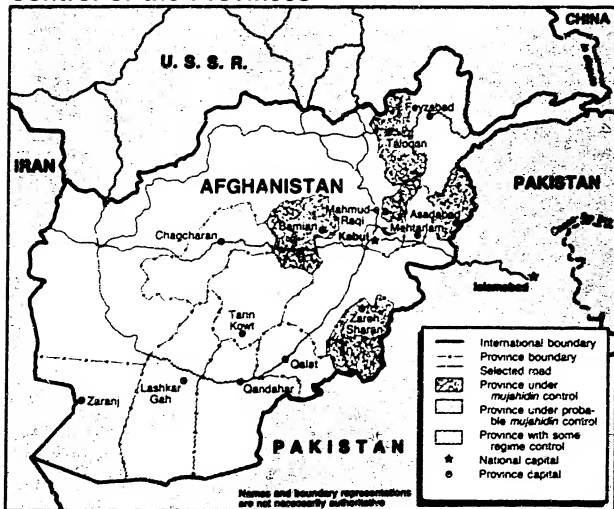 Control of the Provinces
CHINA
U. S. S. R.
Feyzabad
IRAN
Taloqan
PAKISTAN
AFGHANISTAN
Mahmud
Raqi
Asadabad
Bamian
Mehtarlam
Chaghcharan
Kabul
Islamabad
Zareh
Sharan
Tarin
Kowt
Qalat
Lashkar
Gah
Qandahar
Zaranj
PAKISTAN
International boundary
Province boundary
Selected road
Province under
mujahidin control
Province under proba-
ble mujahidin control
Province with some
regime control
National capital
Province capital
Names and boundary representations
are not necessarily authoritative